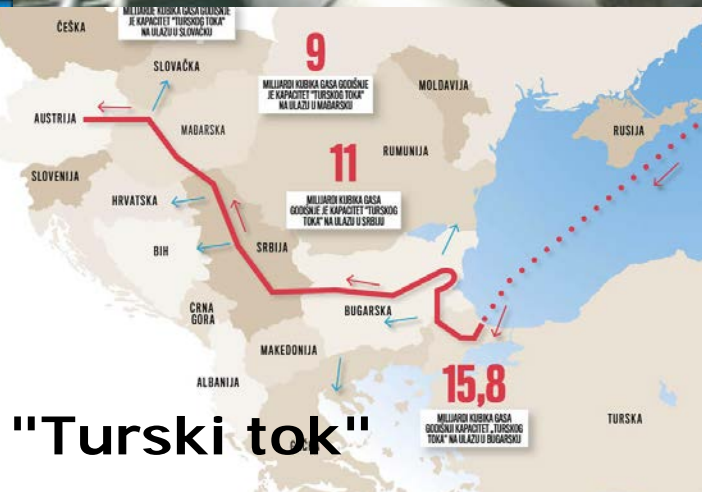 MILIJARDE KUBIKA GASA GODIŠNJE
JE KAPACITET "TURSKOG TOKA"
NA ULAZU U SLOVAČKU
ČEŠKA
SLOVAČKA
9
MILIJARDI KUBIKA GASA GODIŠNJE
JE KAPACITET "TURSKOG TOKA"
NA ULAZU U MAĐARSKU
MOLDAVIJA
AUSTRIJA
MAĐARSKA
RUSIJA
RUMUNIJA
SLOVENIJA
11
MILIJARDI KUBIKA GASA
GODIŠNJE JE KAPACITET "TURSKOG
TOKA" NA ULAZU U SRBIJU
HRVATSKA
BIH
SRBIJA
CRNA
GORA
BUGARSKA
MAKEDONIJA
ALBANIJA
15,8
MILIJARDI KUBIKA GASA
GODIŠNJI KAPACITET „TURSKOG
TOKA" NA ULAZU U BUGARSKU
TURSKA
"Turski tok"